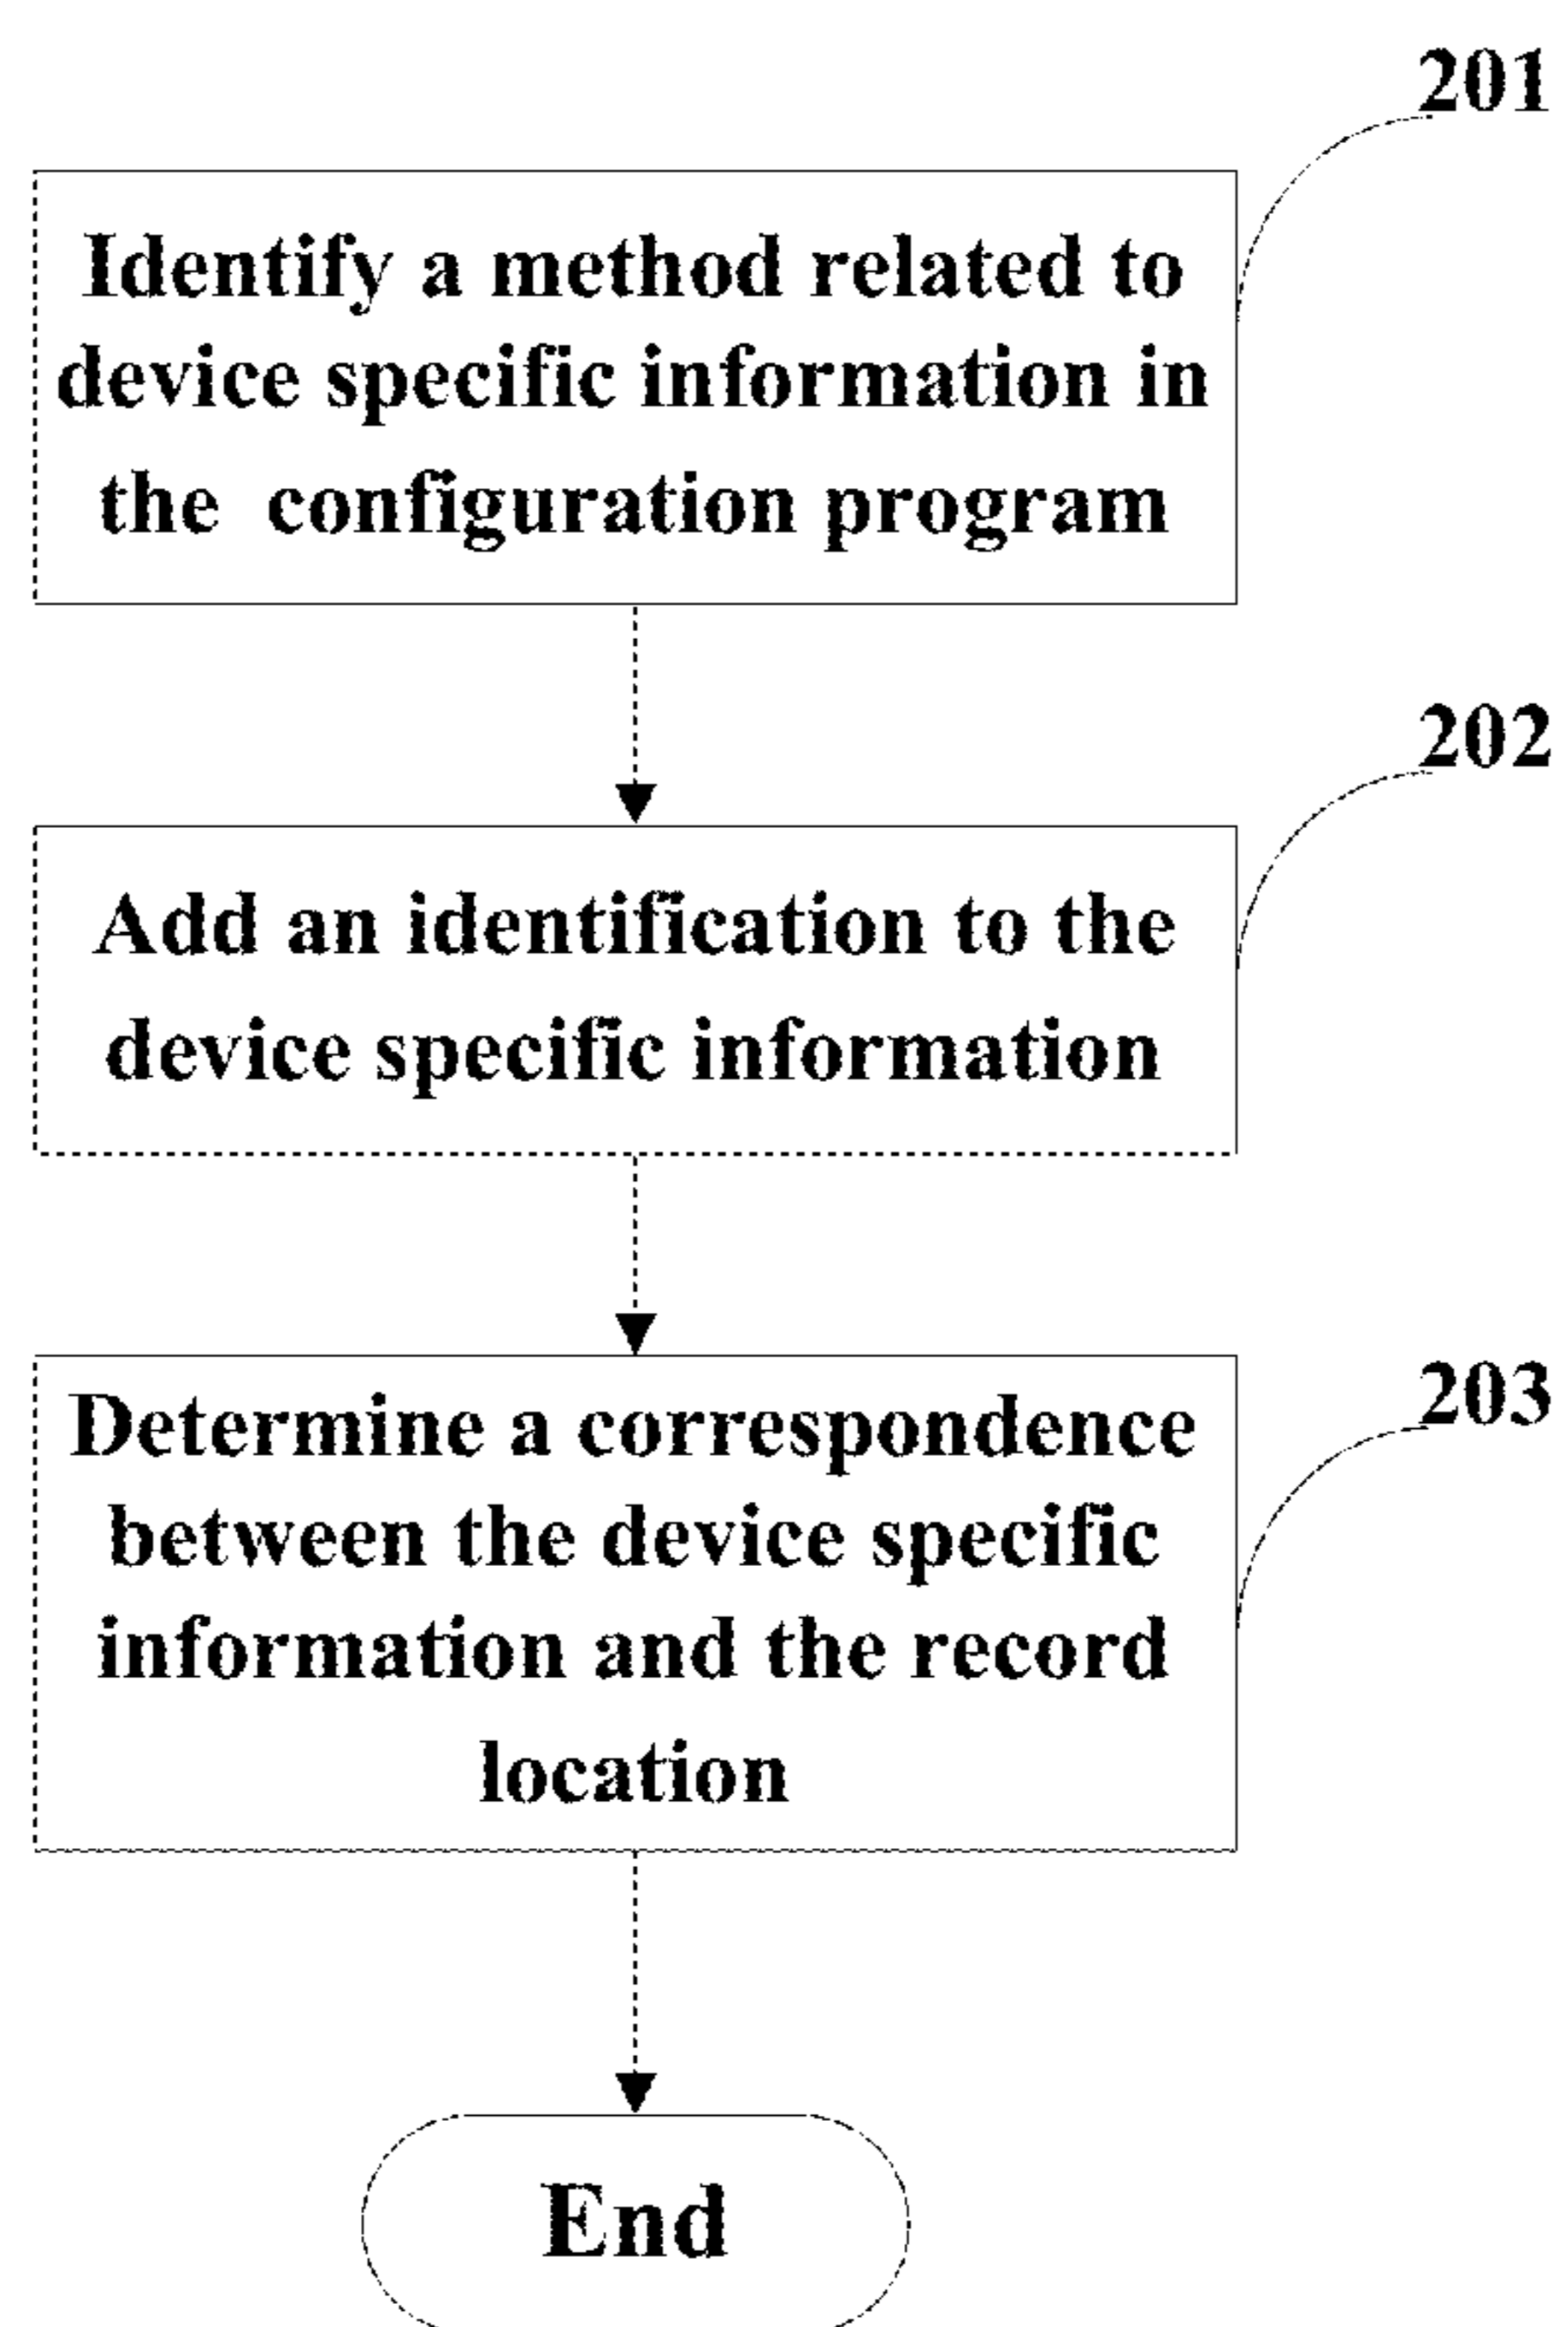 201
Identify a method related to
device specific information in
the configuration program
202
Add an identification to the
device specific information
203
Determine a correspondence
between the device specific
information and the record
location
End